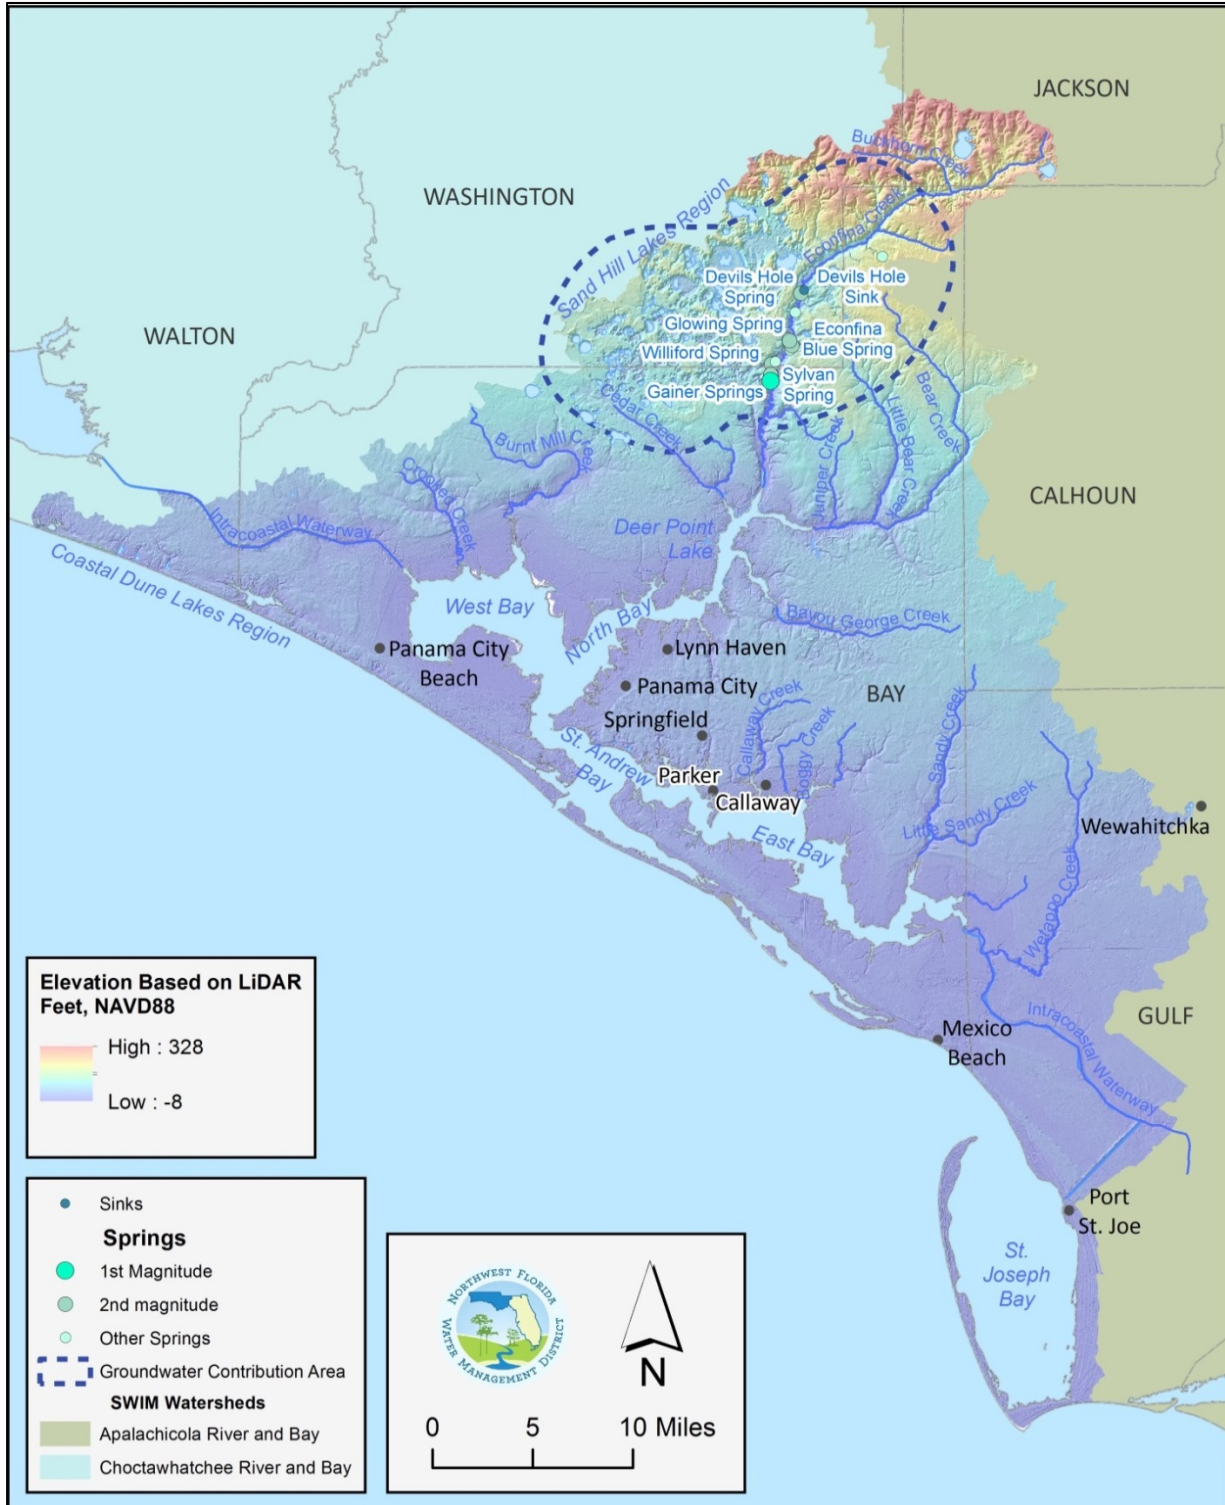 JACKSON
Buckhorn Creek
WASHINGTON
Sand Hill Lakes Region
Econfina Creek
Devils Hole
Spring
Devils Hole
Sink
WALTON
Glowing Spring
Econfina
Blue Spring
Williford Spring
Sylvan
Spring
Gainer Springs
Cedar Creek
Bear Creek
Little Bear Creek
Juniper Creek
Burnt Mill Creek
Crooked Creek
CALHOUN
Intracoastal Waterway
Deer Point
Lake
Coastal Dune Lakes Region
West Bay
North Bay
Bayou George Creek
Panama City
Beach
Lynn Haven
Panama City
BAY
Springfield
Callaway Creek
Boggy Creek
Sandy Creek
St. Andrew
Bay
Parker
Callaway
Little Sandy Creek
Wewahitchka
East Bay
Wetappo Creek
Elevation Based on LiDAR
Feet, NAVD88
High : 328
Low : -8
GULF
Mexico
Beach
Intracoastal Waterway
Port
St. Joe
St.
Joseph
Bay
Sinks
Springs
1st Magnitude
2nd magnitude
Other Springs
Groundwater Contribution Area
SWIM Watersheds
Apalachicola River and Bay
Choctawhatchee River and Bay
NORTHWEST FLORIDA
WATER MANAGEMENT DISTRICT
N
0 5 10 Miles